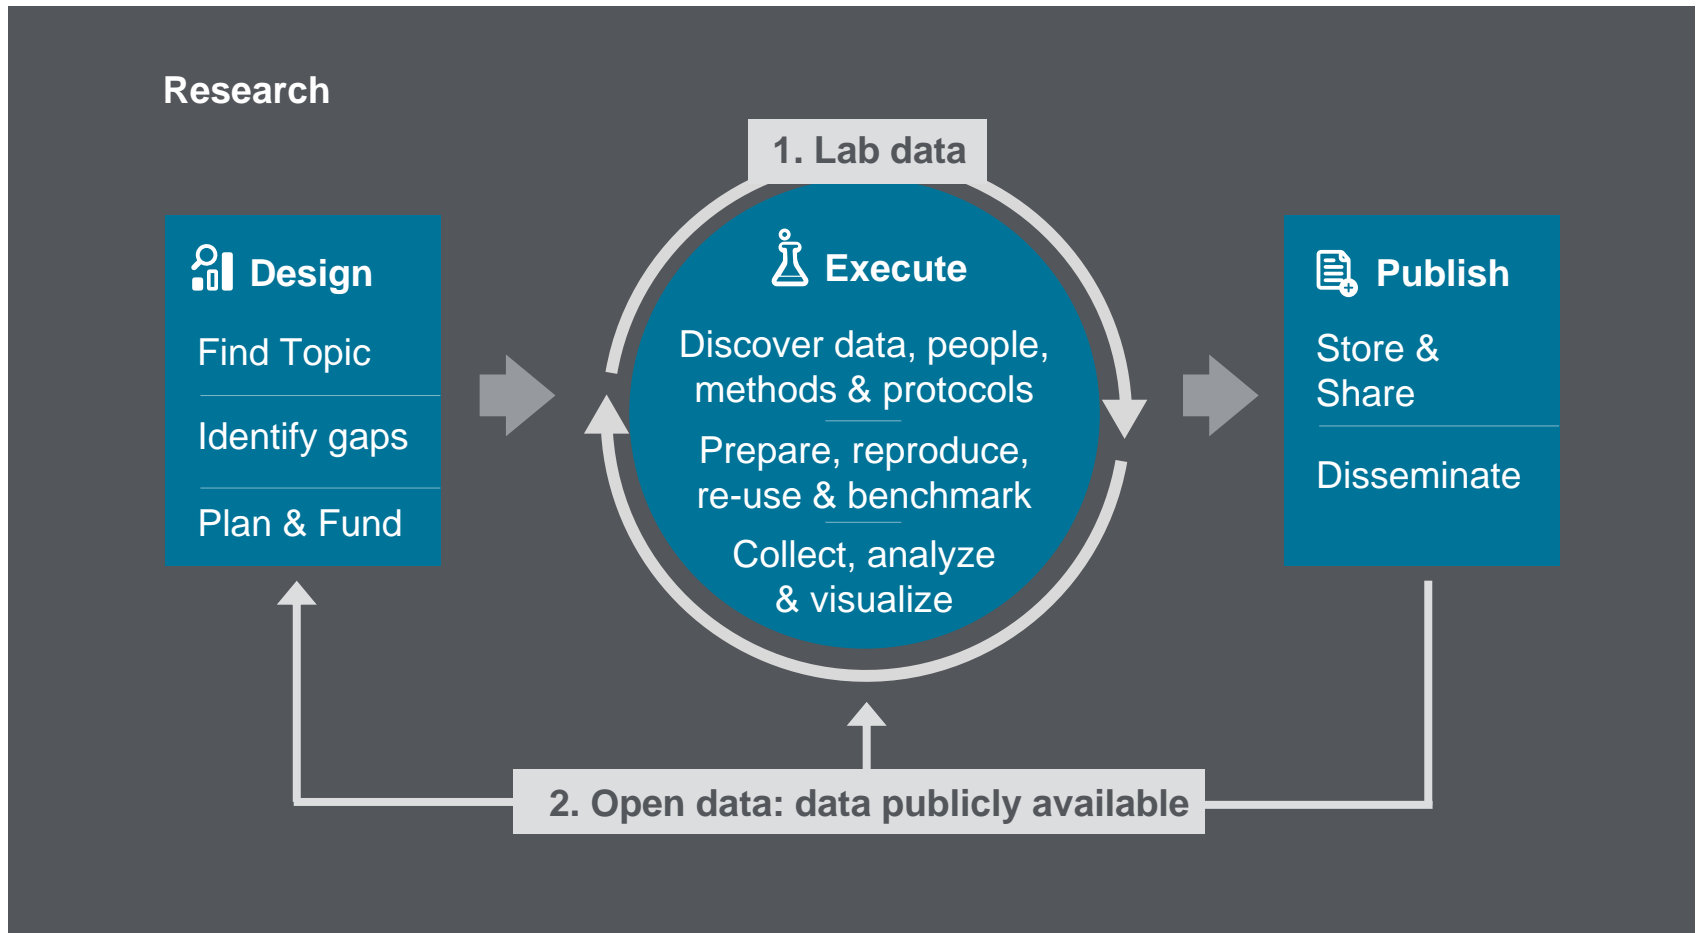 Research
1. Lab data
Design
Find Topic
Identify gaps
Plan & Fund
Execute
Discover data, people,
methods & protocols
Prepare, reproduce,
re-use & benchmark
Collect, analyze
& visualize
Publish
Store &
Share
Disseminate
2. Open data: data publicly available